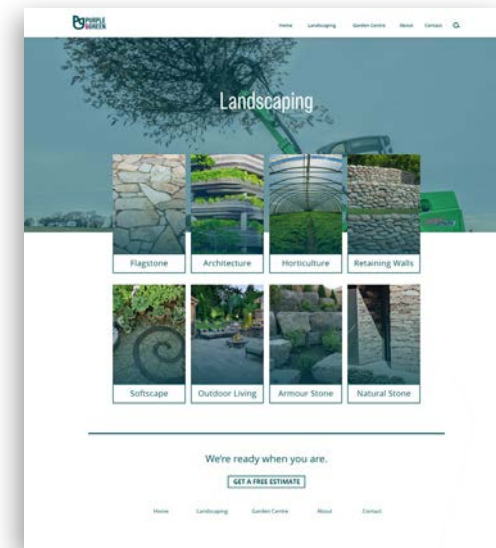 Pg PURPLE
GREEN
Home Landscaping Garden Centre About Contact
Landscaping
Flagstone Architecture Horticulture Retaining Walls
Softscape Outdoor Living Armour Stone Natural Stone
We're ready when you are.
GET A FREE ESTIMATE
Home Landscaping Garden Centre About Contact